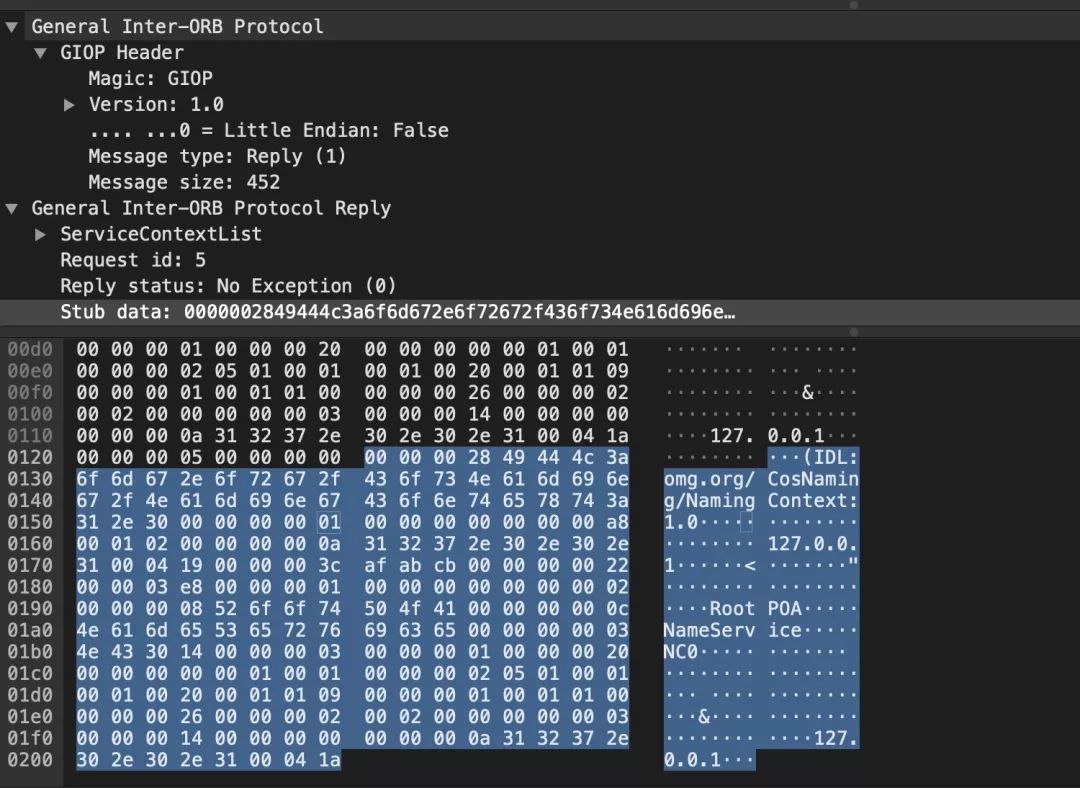 General Inter-ORB Protocol
GIOP Header
Magic: GIOP
Version: 1.0
.... ...0 = Little Endian: False
Message type: Reply (1)
Message size: 452
General Inter-ORB Protocol Reply
ServiceContextList
Request id: 5
Reply status: No Exception (0)
Stub data: 0000002849444c3a6f6d672e6f72672f436f734e616d696e…
00d0 00 00 00 01 00 00 00 20 00 00 00 00 00 01 00 01 ······· ········
00e0 00 00 00 02 05 01 00 01 00 01 00 20 00 01 01 09 ········ ··· ····
00f0 00 00 00 01 00 01 01 00 00 00 00 26 00 00 00 02 ········ ···&····
0100 00 02 00 00 00 00 00 03 00 00 00 14 00 00 00 00 ········ ········
0110 00 00 00 0a 31 32 37 2e 30 2e 30 2e 31 00 04 1a ····127. 0.0.1···
0120 00 00 00 05 00 00 00 00 00 00 00 28 49 44 4c 3a ········ ···(IDL:
0130 6f 6d 67 2e 6f 72 67 2f 43 6f 73 4e 61 6d 69 6e omg.org/ CosNamin
0140 67 2f 4e 61 6d 69 6e 67 43 6f 6e 74 65 78 74 3a g/Naming Context:
0150 31 2e 30 00 00 00 00 01 00 00 00 00 00 00 00 a8 1.0····· ········
0160 00 01 02 00 00 00 00 0a 31 32 37 2e 30 2e 30 2e ········ 127.0.0.
0170 31 00 04 19 00 00 00 3c af ab cb 00 00 00 00 22 1······< ·······"
0180 00 00 03 e8 00 00 00 01 00 00 00 00 00 00 00 02 ········ ········
0190 00 00 00 08 52 6f 6f 74 50 4f 41 00 00 00 00 0c ····Root POA·····
01a0 4e 61 6d 65 53 65 72 76 69 63 65 00 00 00 00 03 NameServ ice·····
01b0 4e 43 30 14 00 00 00 03 00 00 00 01 00 00 00 20 NC0····· ·······
01c0 00 00 00 00 00 01 00 01 00 00 00 02 05 01 00 01 ········ ········
01d0 00 01 00 20 00 01 01 09 00 00 00 01 00 01 01 00 ··· ···· ········
01e0 00 00 00 26 00 00 00 02 00 02 00 00 00 00 00 03 ···&···· ········
01f0 00 00 00 14 00 00 00 00 00 00 00 0a 31 32 37 2e ········ ····127.
0200 30 2e 30 2e 31 00 04 1a 0.0.1···